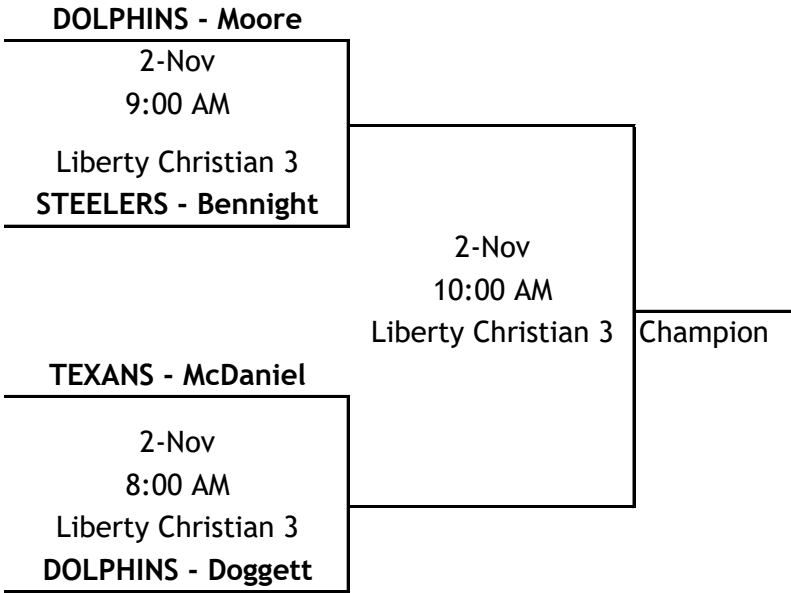 DOLPHINS - Moore
2-Nov
9:00 AM
Liberty Christian 3
STEELERS - Bennight
2-Nov
10:00 AM
Liberty Christian 3
Champion
TEXANS - McDaniel
2-Nov
8:00 AM
Liberty Christian 3
DOLPHINS - Doggett